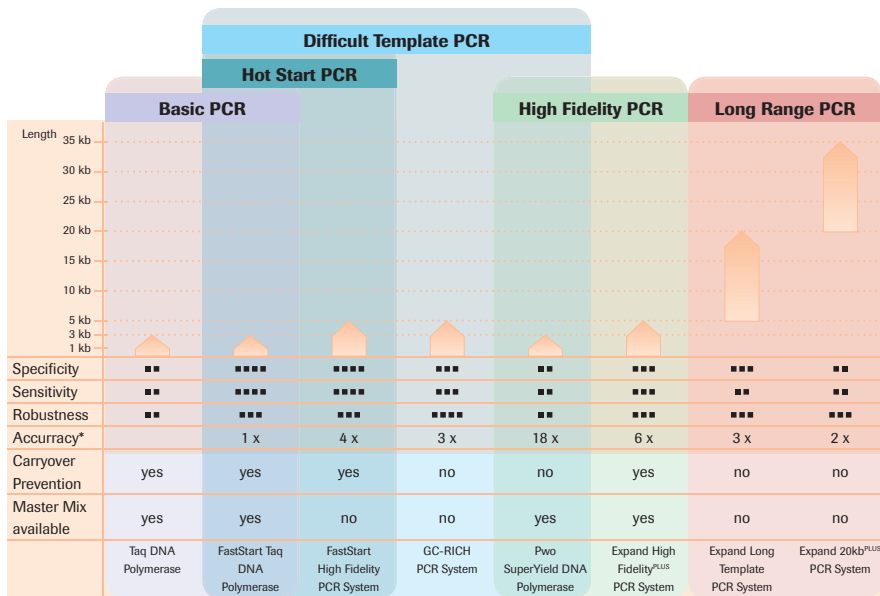 Difficult Template PCR
Hot Start PCR
Basic PCR
High Fidelity PCR
Long Range PCR
Length
35 kb
30 kb
25 kb
20 kb
15 kb
10 kb
5 kb
3 kb
1 kb
Specificity
Sensitivity
Robustness
Accurracy* 1 x 4 x 3 x 18 x 6 x 3 x 2 x
Carryover
Prevention
yes yes yes no no yes no no
Master Mix
available
yes yes no no yes yes no no
Taq DNA
Polymerase
FastStart Taq
DNA
Polymerase
FastStart
High Fidelity
PCR System
GC-RICH
PCR System
Pwo
SuperYield DNA
Polymerase
Expand High
FidelityPLUS
PCR System
Expand Long
Template
PCR System
Expand 20kbPLUS
PCR System